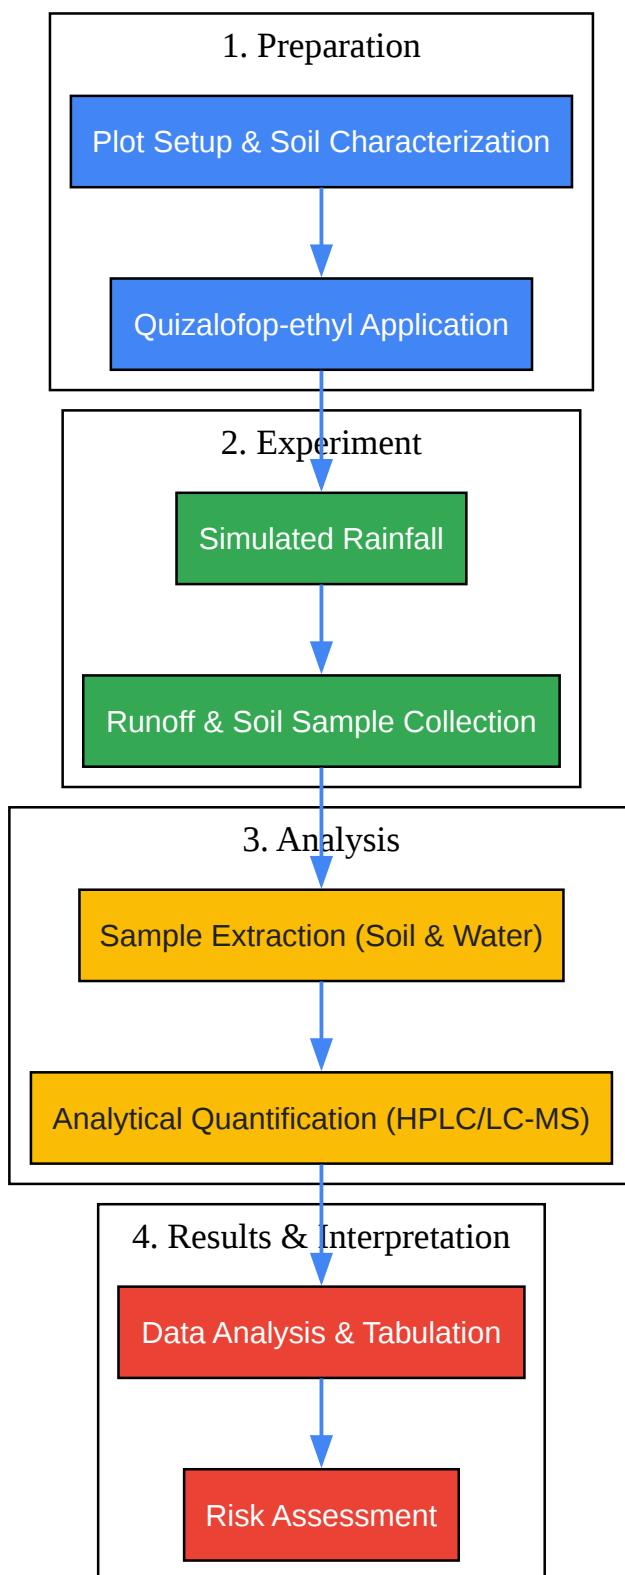 1. Preparation
Plot Setup & Soil Characterization
Quizalofop-ethyl Application
2. Experiment
Simulated Rainfall
Runoff & Soil Sample Collection
3. Analysis
Sample Extraction (Soil & Water)
Analytical Quantification (HPLC/LC-MS)
4. Results & Interpretation
Data Analysis & Tabulation
Risk Assessment